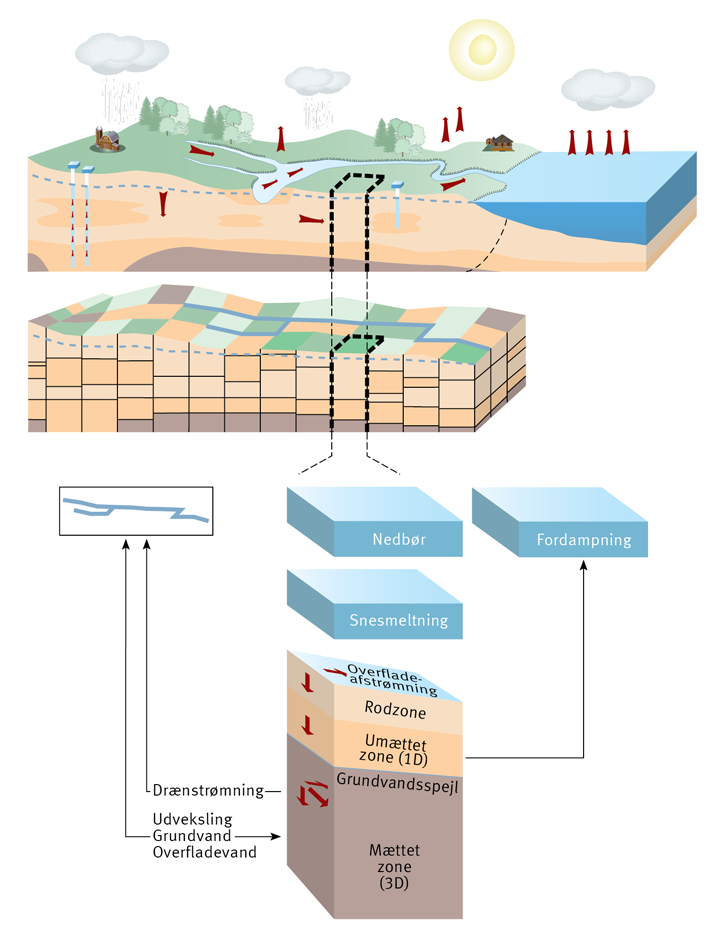 Nedbør
Fordampning
Snesmeltning
Overflade-
afstrømning
Rodzone
Umættet
zone (1D)
Grundvandsspejl
Drænstrømning
Udveksling
Grundvand
Overfladevand
Mættet
zone
(3D)